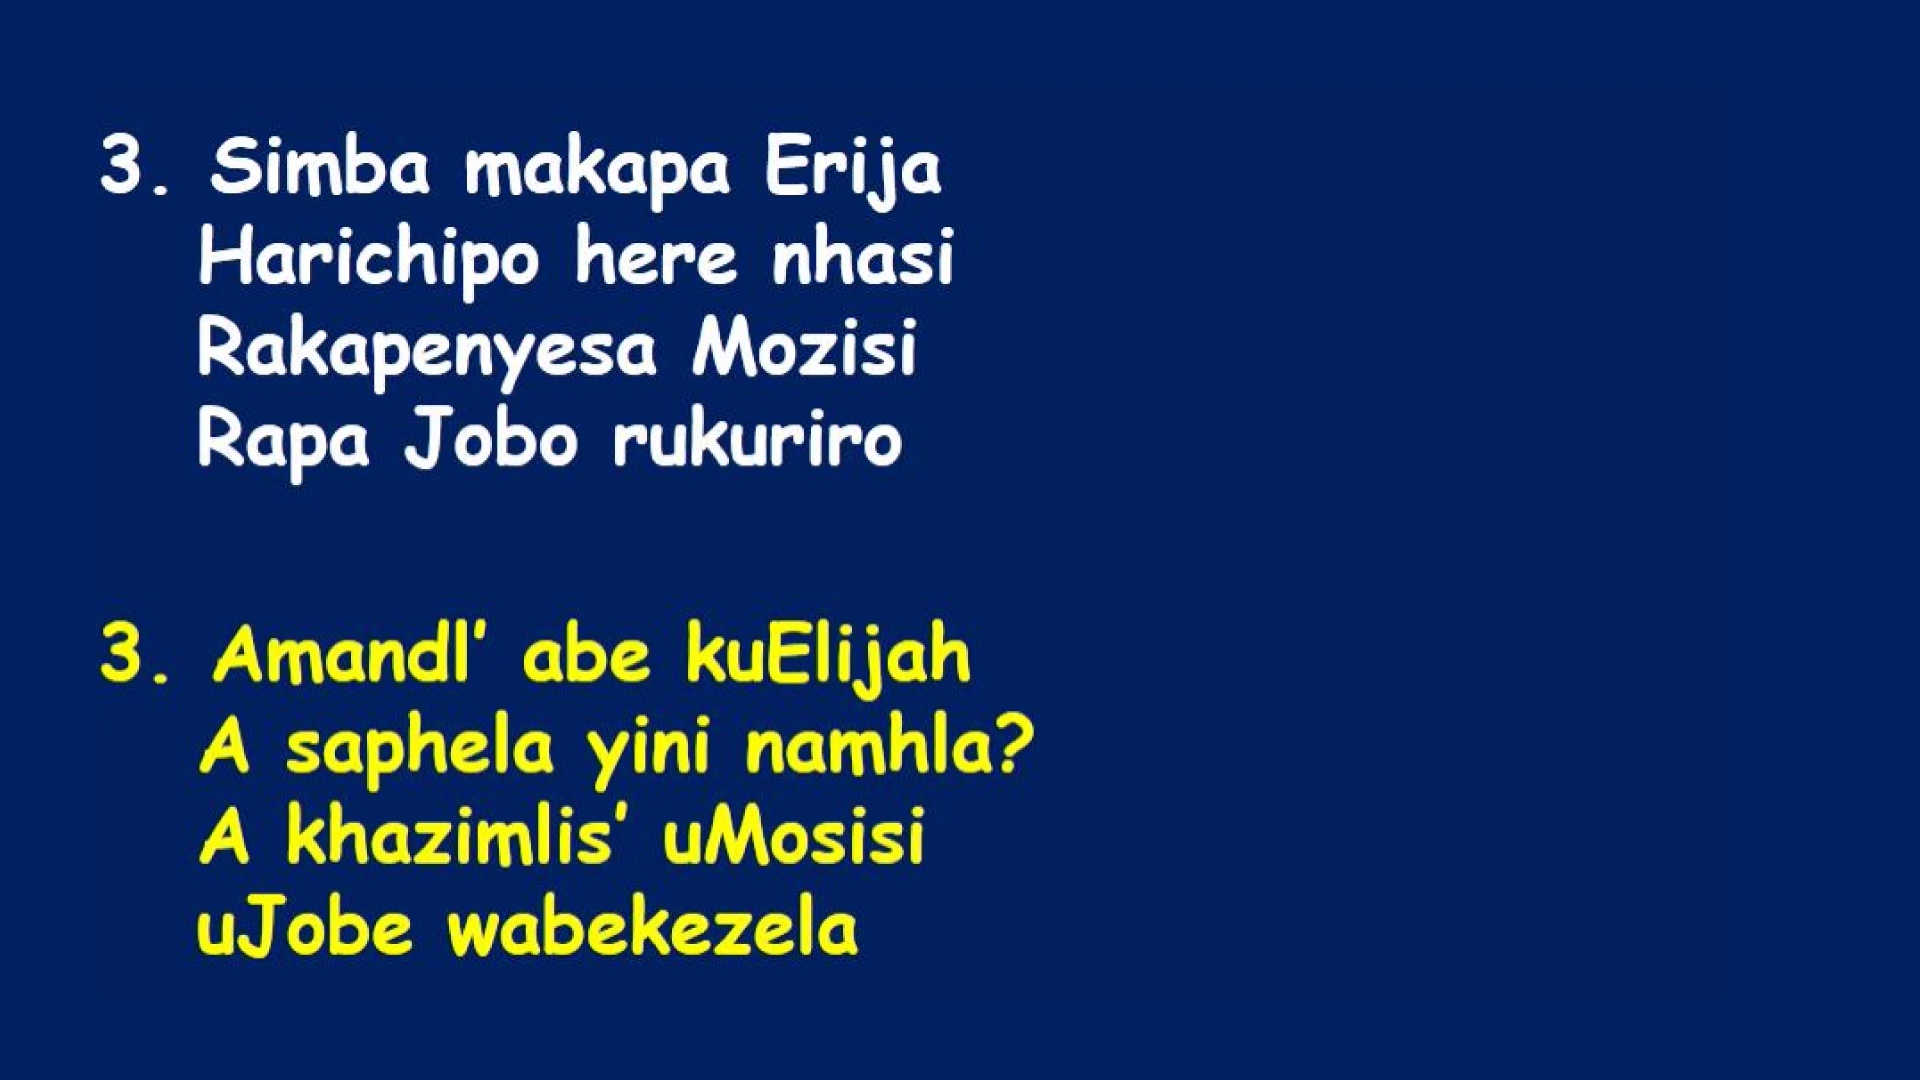 3. Simba makapa Erija
Harichipo here nhasi
Rakapenyesa Mozisi
Rapa Jobo rukuriro
3. Amandl’ abe kuElijah
A saphela yini namhla?
A khazimlis’ uMosisi
uJobe wabekezela